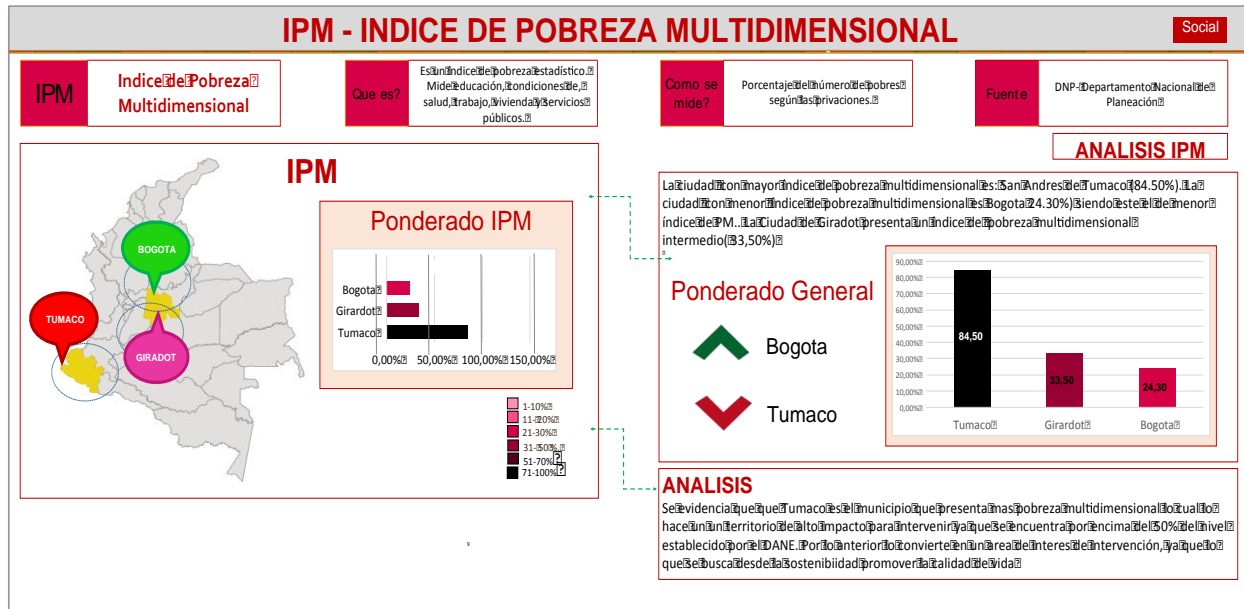 IPM - INDICE DE POBREZA MULTIDIMENSIONAL
Social
IPM
Indice de Pobreza
Multidimensional
Que es?
Es un índice de pobreza estadístico.
Mide educación, condiciones de,
salud, trabajo, vivienda y servicios
públicos.
Como se
mide?
Porcentaje del número de pobres
según las privaciones.
Fuente
DNP- Departamento Nacional de
Planeación
IPM
BOGOTA
TUMACO
GIRADOT
Ponderado IPM
Bogota
Girardot
Tumaco
0,00% 50,00% 100,00% 150,00%
1-10%
11-20%
21-30%
31-50%
51-70%
71-100%
9
ANALISIS IPM
La ciudad con mayor índice de pobreza multidimensional es: San Andres de Tumaco (84.50%). La
ciudad con menor índice de pobreza multidimensional es Bogota 24.30%) siendo este el de menor
índice de PM.. La Ciudad de Giradot presenta un índice de pobreza multidimensional
intermedio( 33,50%)
Ponderado General
Bogota
Tumaco
90,00%
80,00%
70,00%
60,00%
50,00%
40,00%
30,00%
20,00%
10,00%
0,00%
84,50
33,50
24,30
Tumaco Girardot Bogota
ANALISIS
Se evidencia que que Tumaco es el municipio que presenta mas pobreza multidimensional lo cual lo
hace un un territorio de alto impacto para intervenir ya que se encuentra por encima del 50% del nivel
establecido por el DANE. Por lo anterior lo convierte en un area de interes de intervención, ya que lo
que se busca desde la sostenibiidad promover la calidad de vida